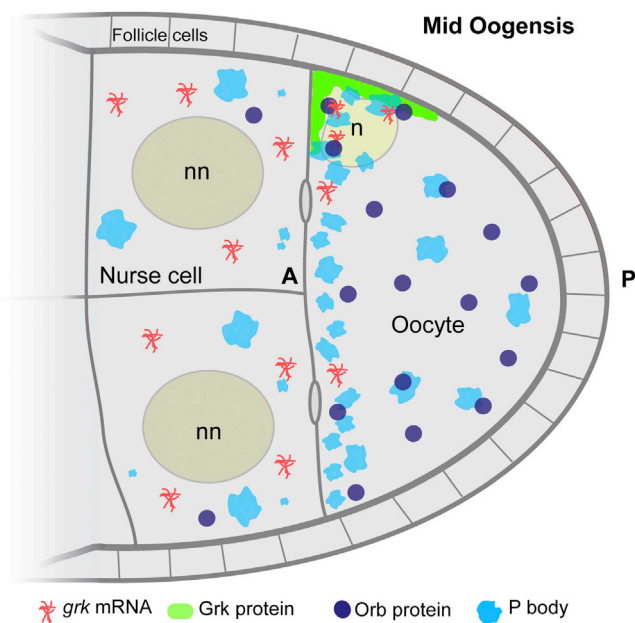 Mid Oogensis
Follicle cells
n
nn
Nurse cell
A
P
Oocyte
nn
grk mRNA
Grk protein
Orb protein
P body